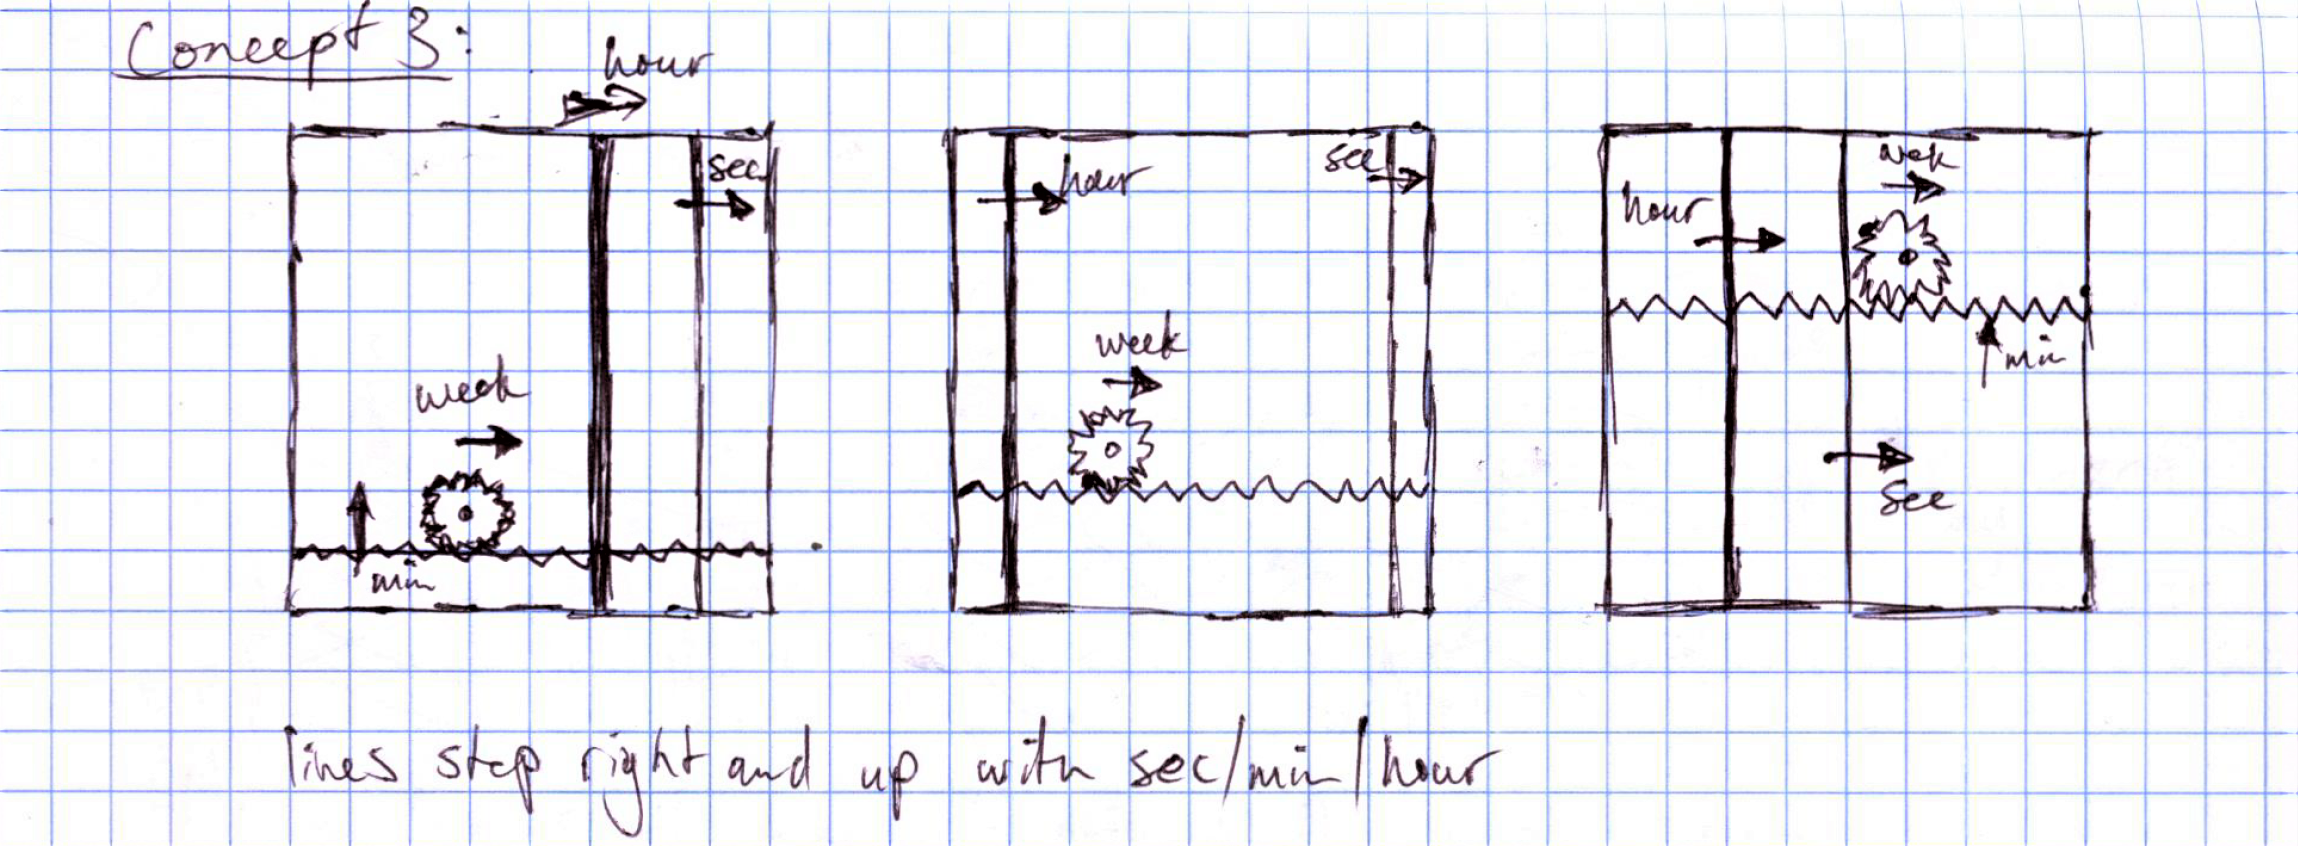 Concept 3:
hour
sec
week
min
hour
sec
week
hour
wek
min
sec
lines step right and up with sec/min/hour